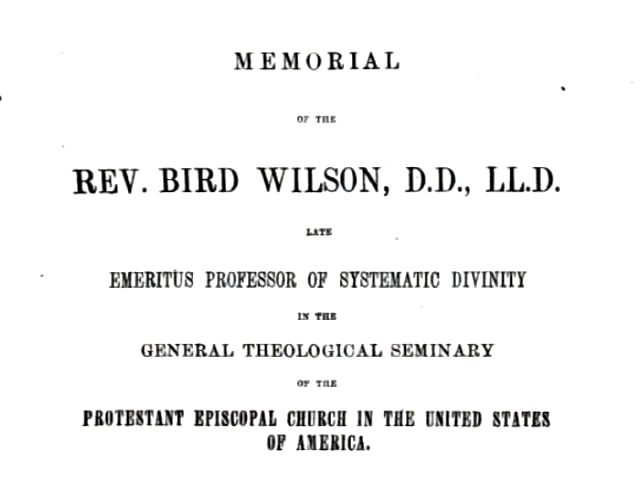 MEMORIAL
OF THE
REV. BIRD WILSON, D.D., LL.D.
LATE
EMERITUS PROFESSOR OF SYSTEMATIC DIVINITY
IN THE
GENERAL THEOLOGICAL SEMINARY
OF THE
PROTESTANT EPISCOPAL CHURCH IN THE UNITED STATES
OF AMERICA.